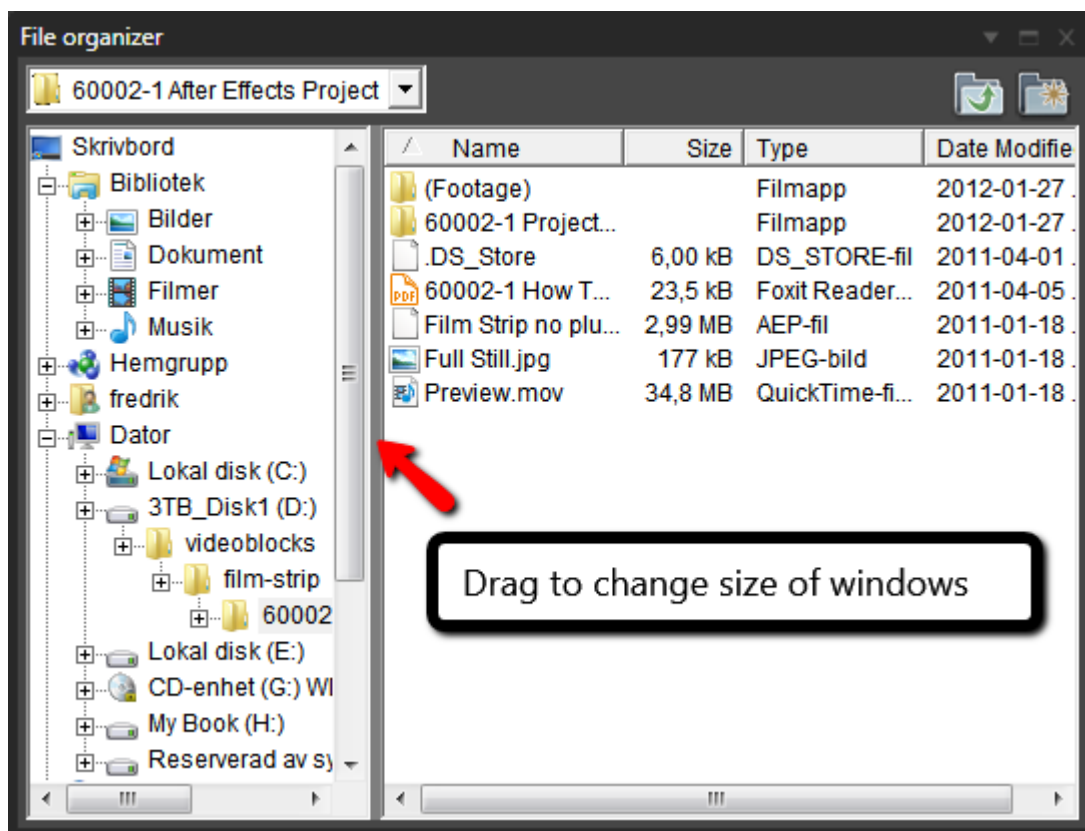 File organizer
60002-1 After Effects Project
Skrivbord
Bibliotek
Bilder
Dokument
Filmer
Musik
Hemgrupp
fredrik
Dator
Lokal disk (C:)
3TB_Disk1 (D:)
videoblocks
film-strip
60002
Lokal disk (E:)
CD-enhet (G:) WI
My Book (H:)
Reserverad av sy
Name Size Type Date Modifie
(Footage) Filmapp 2012-01-27 .
60002-1 Project... Filmapp 2012-01-27 .
.DS_Store 6,00 kB DS_STORE-fil 2011-04-01 .
PDF 60002-1 How T... 23,5 kB Foxit Reader... 2011-04-05 .
Film Strip no plu... 2,99 MB AEP-fil 2011-01-18 .
Full Still.jpg 177 kB JPEG-bild 2011-01-18 .
Preview.mov 34,8 MB QuickTime-fi... 2011-01-18 .
Drag to change size of windows